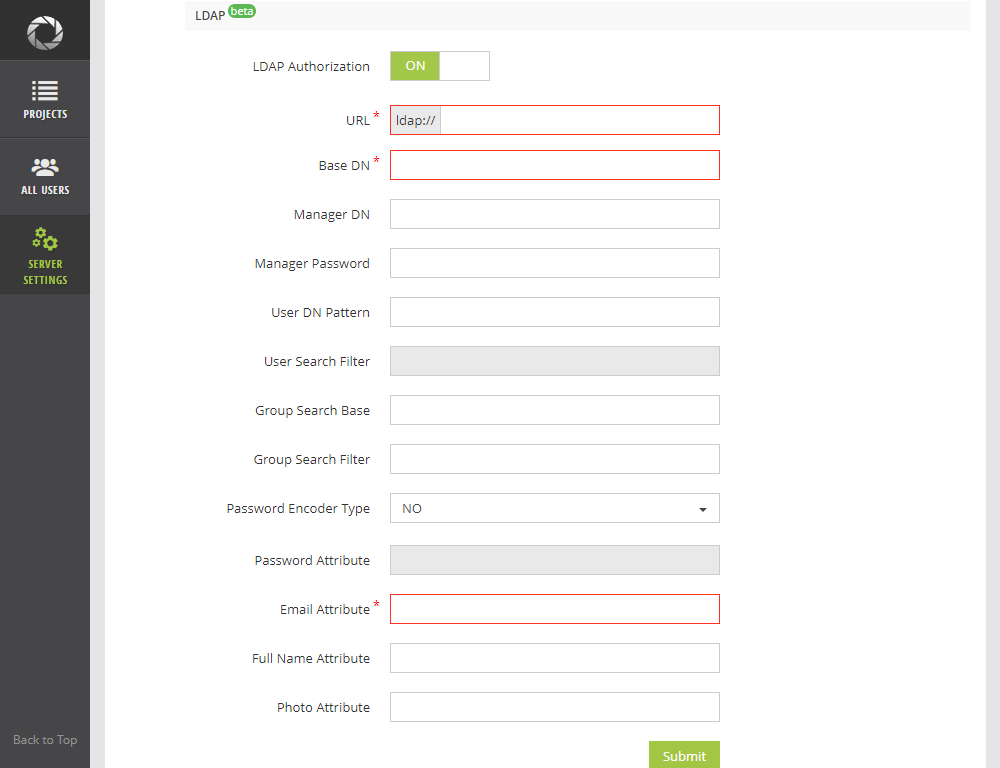 LDAP beta
LDAP Authorization ON
URL * ldap://
Base DN *
Manager DN
Manager Password
User DN Pattern
User Search Filter
Group Search Base
Group Search Filter
Password Encoder Type NO
Password Attribute
Email Attribute *
Full Name Attribute
Photo Attribute
Submit
PROJECTS
ALL USERS
SERVER
SETTINGS
Back to Top